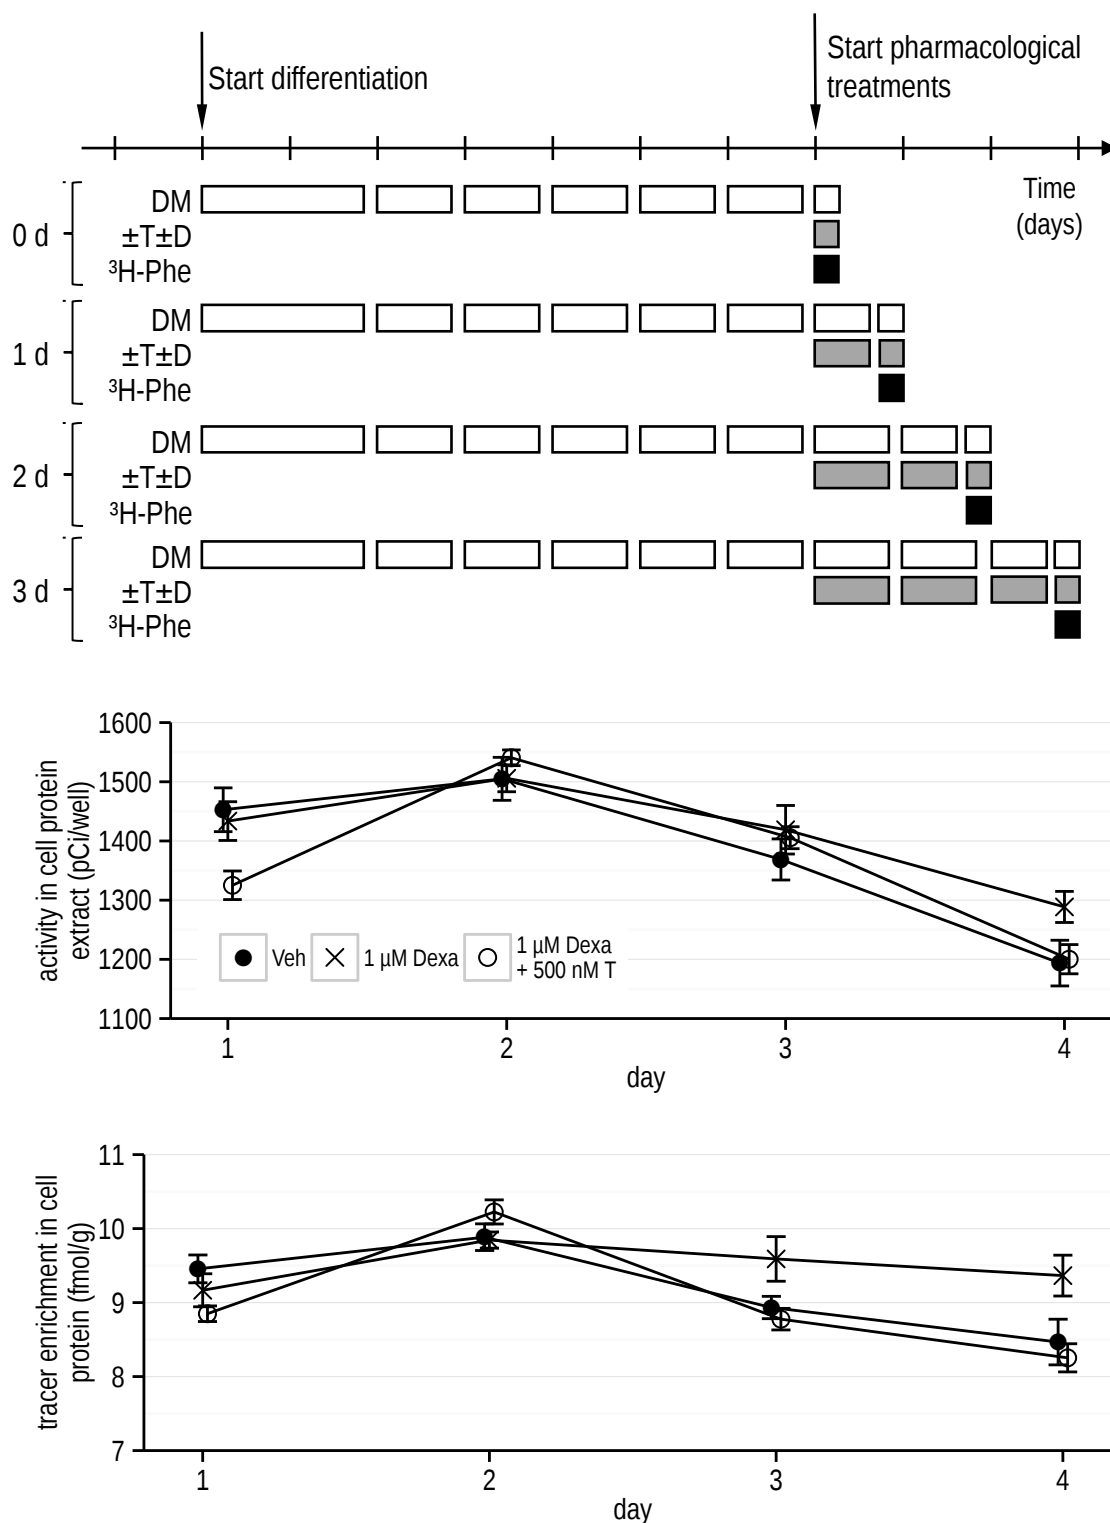 Start differentiation
Start pharmacological
treatments
Time
(days)
0 d
DM
±T±D
³H-Phe
1 d
DM
±T±D
³H-Phe
2 d
DM
±T±D
³H-Phe
3 d
DM
±T±D
³H-Phe
activity in cell protein
extract (pCi/well)
1600
1500
1400
1300
1200
1100
Veh
1 µM Dexa
1 µM Dexa
+ 500 nM T
1 2 3 4
day
tracer enrichment in cell
protein (fmol/g)
11
10
9
8
7
1 2 3 4
day